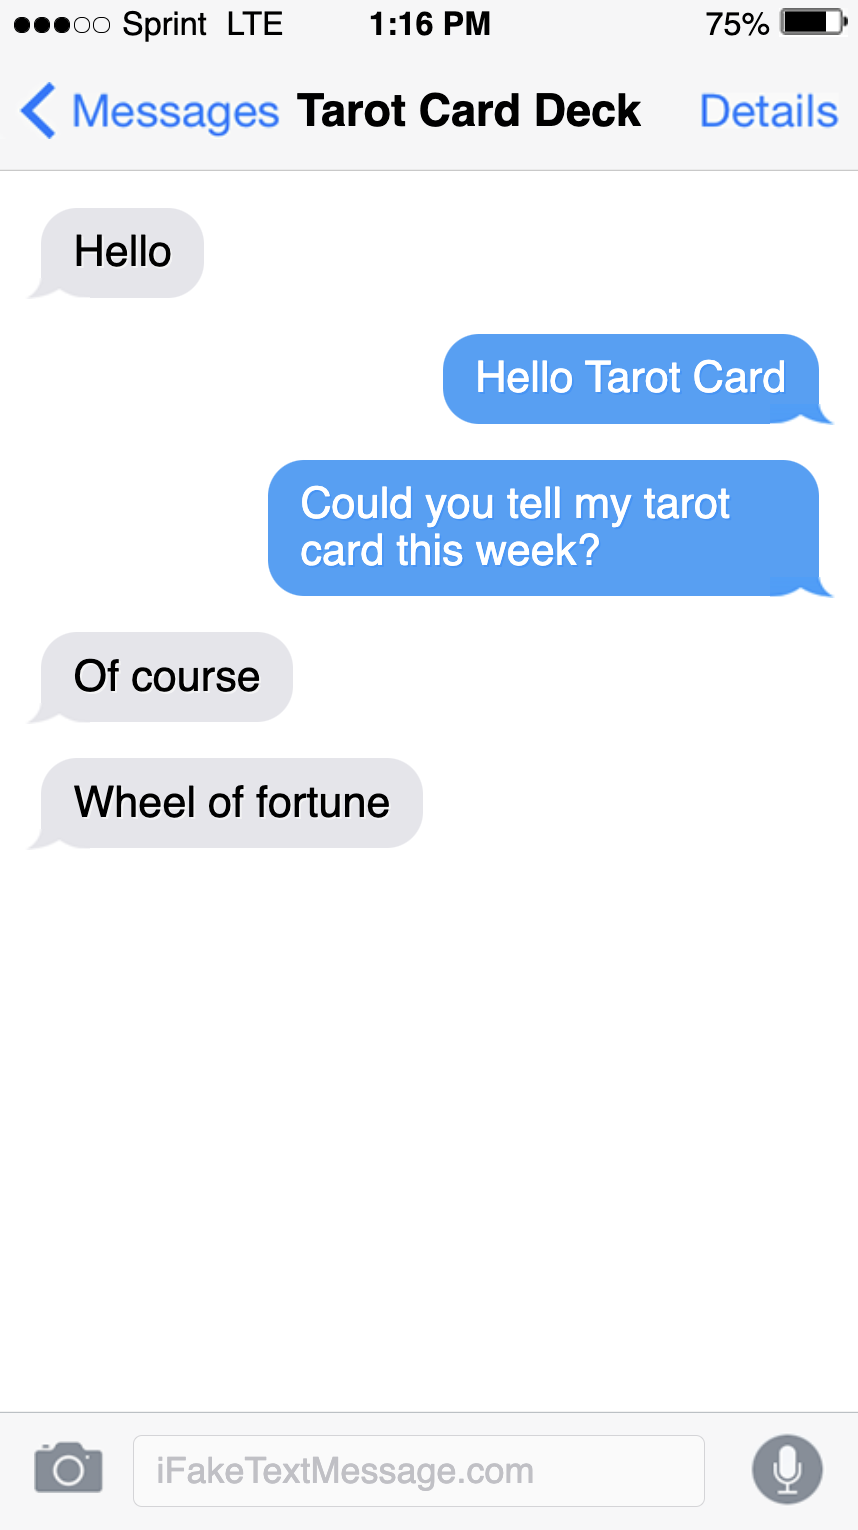 Sprint LTE 1:16 PM 75%
Messages Tarot Card Deck Details
Hello
Hello Tarot Card
Could you tell my tarot
card this week?
Of course
Wheel of fortune
iFakeTextMessage.com